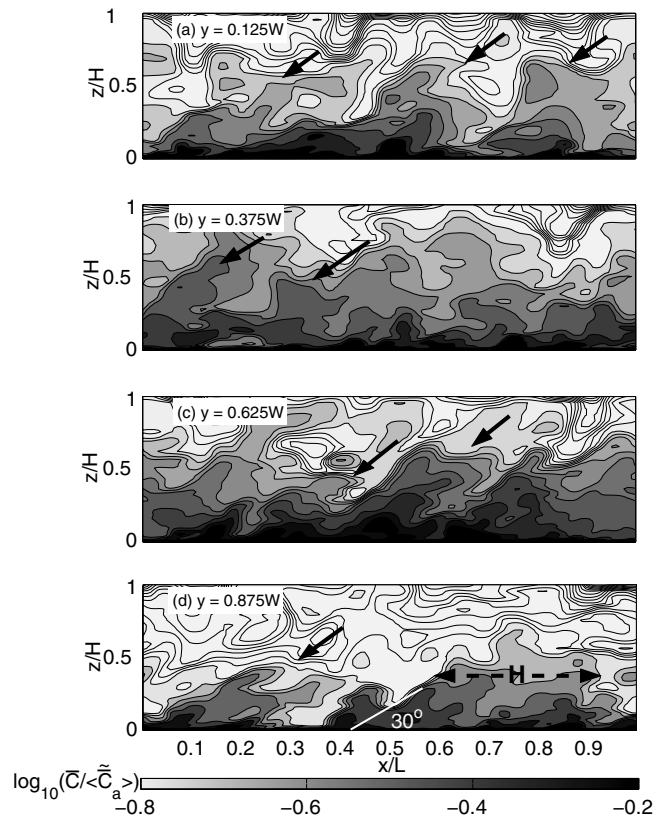 1
(a) y = 0.125W
z/H
0.5
0
1
(b) y = 0.375W
z/H
0.5
0
1
(c) y = 0.625W
z/H
0.5
0
1
(d) y = 0.875W
z/H
0.5
H
30°
0
0.1 0.2 0.3 0.4 0.5 0.6 0.7 0.8 0.9
x/L
log₁₀(C̅/<C̅̃ₐ>)
−0.8 −0.6 −0.4 −0.2